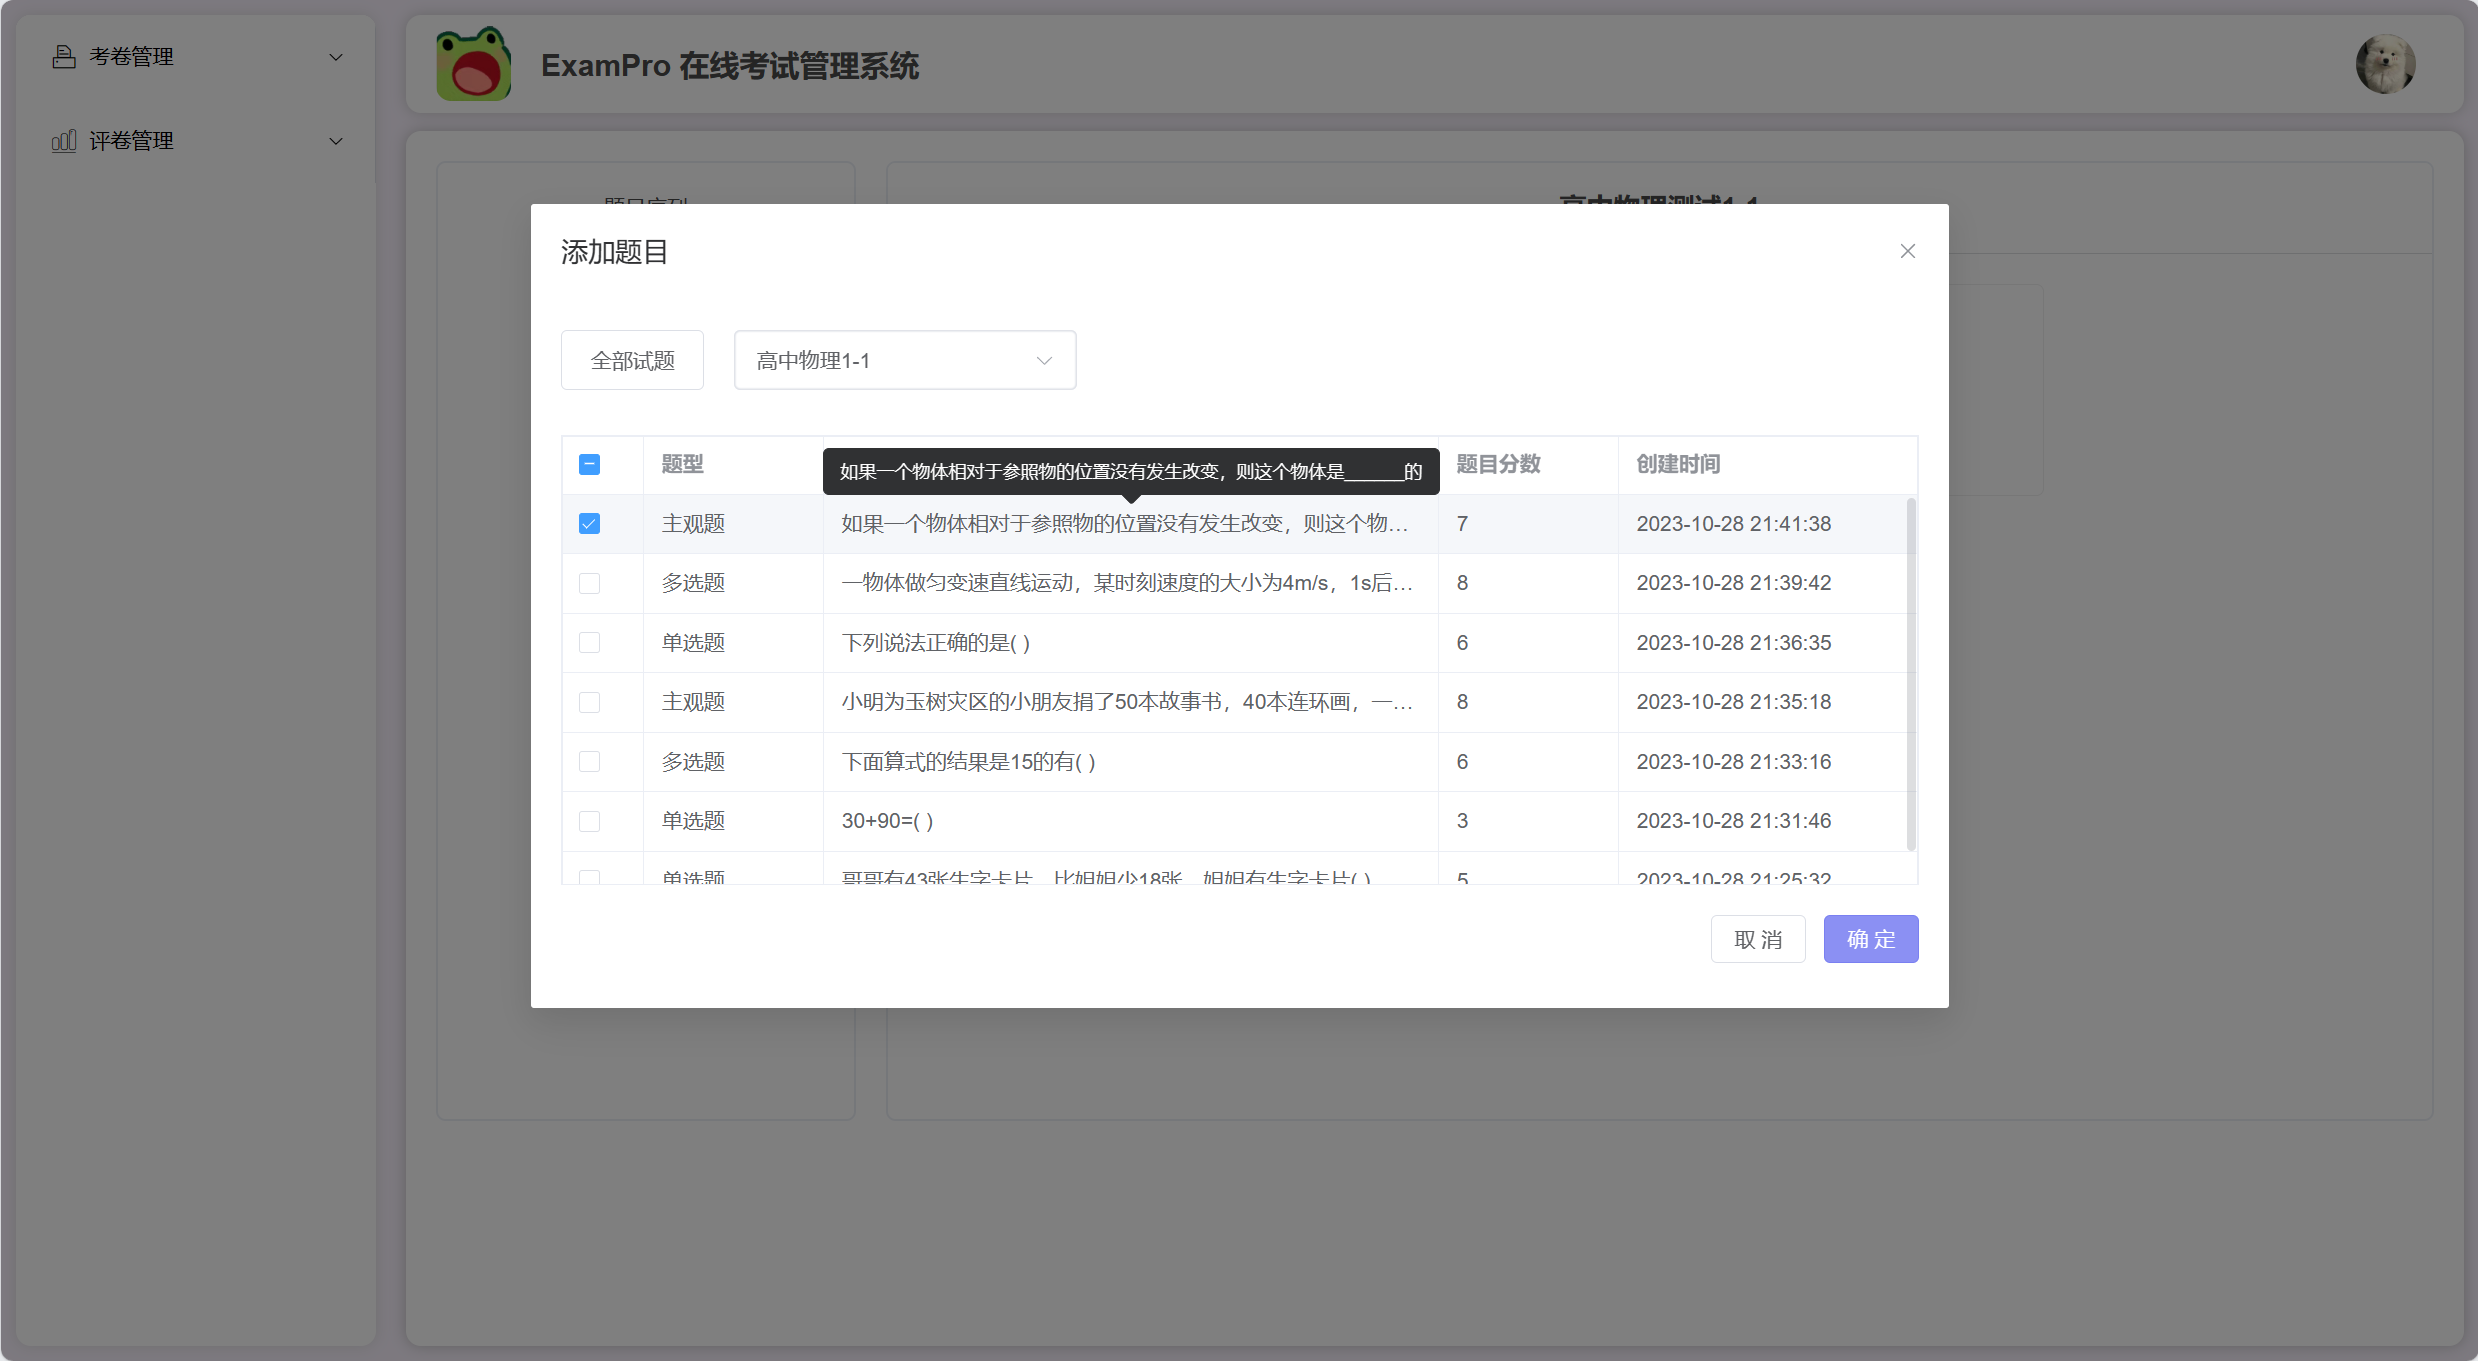 考卷管理
评卷管理
ExamPro 在线考试管理系统
题目序列
高中物理测试1-1
添加题目
全部试题
高中物理1-1
题型
如果一个物体相对于参照物的位置没有发生改变，则这个物体是______的
题目分数
创建时间
主观题 如果一个物体相对于参照物的位置没有发生改变，则这个物... 7 2023-10-28 21:41:38
多选题 一物体做匀变速直线运动，某时刻速度的大小为4m/s，1s后... 8 2023-10-28 21:39:42
单选题 下列说法正确的是( ) 6 2023-10-28 21:36:35
主观题 小明为玉树灾区的小朋友捐了50本故事书，40本连环画，一... 8 2023-10-28 21:35:18
多选题 下面算式的结果是15的有( ) 6 2023-10-28 21:33:16
单选题 30+90=( ) 3 2023-10-28 21:31:46
单选题 哥哥有43张生字卡片，比姐姐少18张，姐姐有生字卡片( ) 5 2023-10-28 21:25:32
取 消
确 定